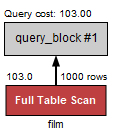 Query cost: 103.00
query_block #1
103.0 1000 rows
Full Table Scan
film